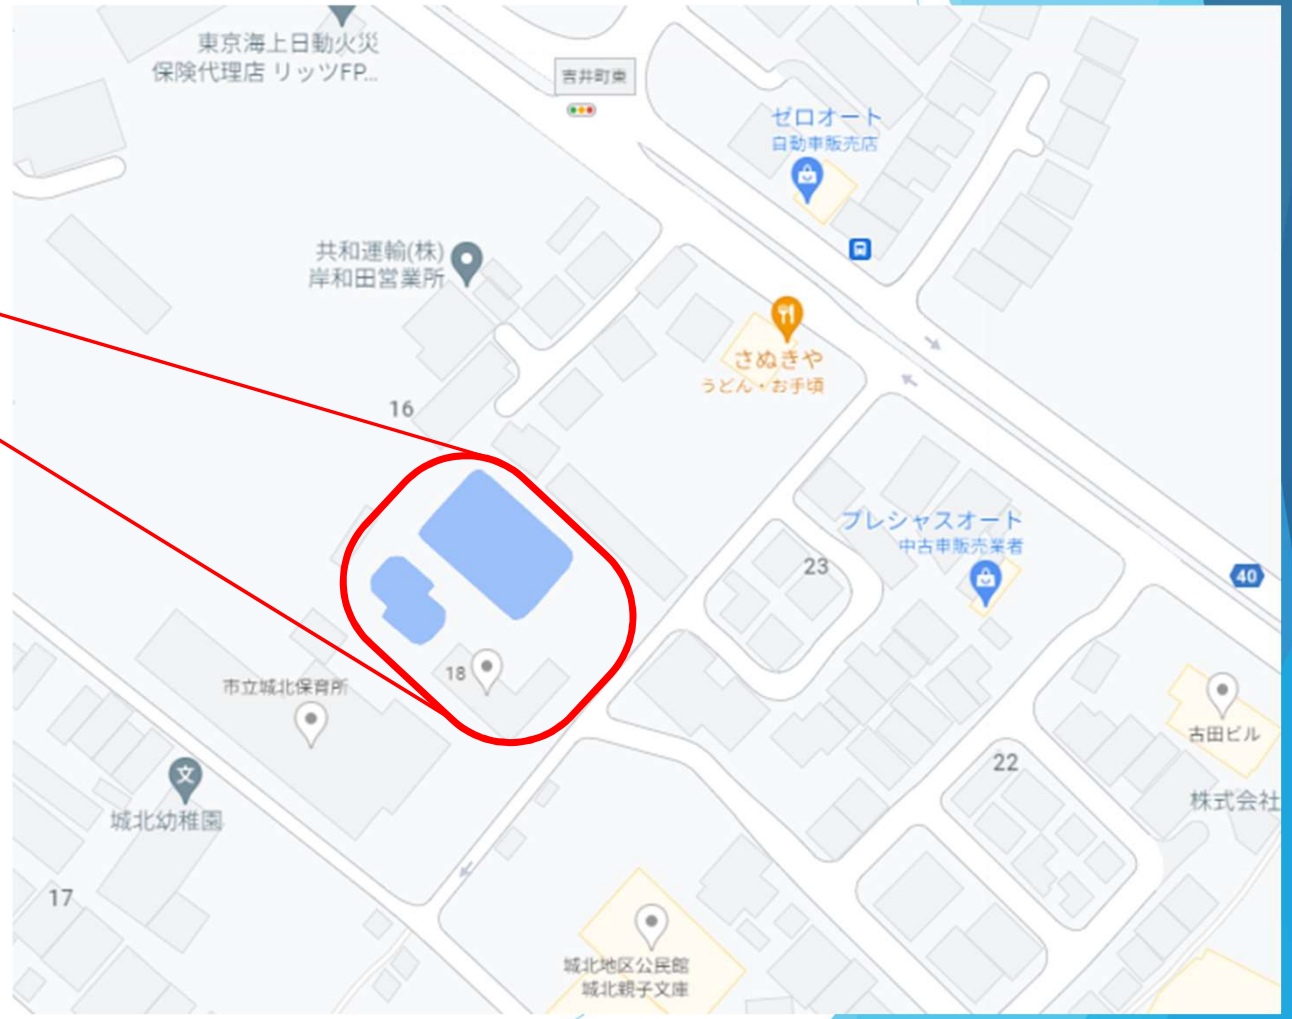 東京海上日動火災
保険代理店 リッツFP...
吉井町東
ゼロオート
自動車販売店
共和運輸(株)
岸和田営業所
さぬきや
うどん・お手頃
16
プレシャスオート
中古車販売業者
23
40
18
市立城北保育所
古田ビル
22
城北幼稚園
文
株式会社
17
城北地区公民館
城北親子文庫